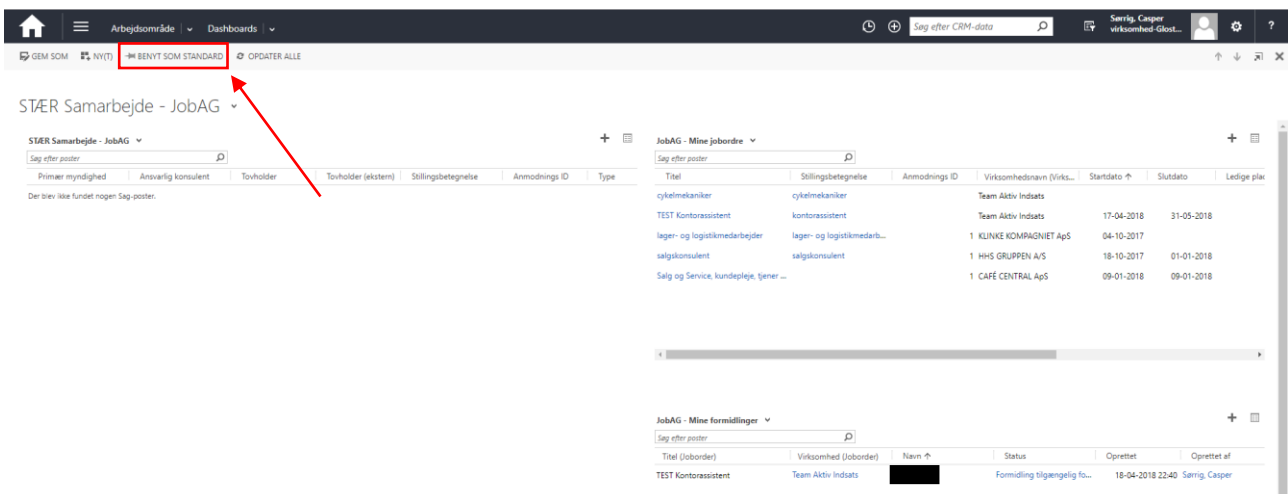 Arbejdsområde Dashboards Søg efter CRM-data Sørrig, Casper
virksomhed-Glost... ?
GEM SOM NY(T) BENYT SOM STANDARD OPDATER ALLE
STÆR Samarbejde - JobAG
STÆR Samarbejde - JobAG
Søg efter poster
Primær myndighed Ansvarlig konsulent Tovholder Tovholder (ekstern) Stillingsbetegnelse Anmodnings ID Type
Der blev ikke fundet nogen Sag-poster.
JobAG - Mine jobordre
Søg efter poster
Titel Stillingsbetegnelse Anmodnings ID Virksomhedsnavn (Virks... Startdato Slutdato Ledige plac
cykelmekaniker cykelmekaniker Team Aktiv Indsats
TEST Kontorassistent kontorassistent Team Aktiv Indsats 17-04-2018 31-05-2018
lager- og logistikmedarbejder lager- og logistikmedarb... 1 KLINKE KOMPAGNIET ApS 04-10-2017
salgskonsulent salgskonsulent 1 HHS GRUPPEN A/S 18-10-2017 01-01-2018
Salg og Service, kundepleje, tjener ... 1 CAFÉ CENTRAL ApS 09-01-2018 09-01-2018
JobAG - Mine formidlinger
Søg efter poster
Titel (Joborder) Virksomhed (Joborder) Navn Status Oprettet Oprettet af
TEST Kontorassistent Team Aktiv Indsats Formidling tilgængelig fo... 18-04-2018 22:40 Sørrig, Casper